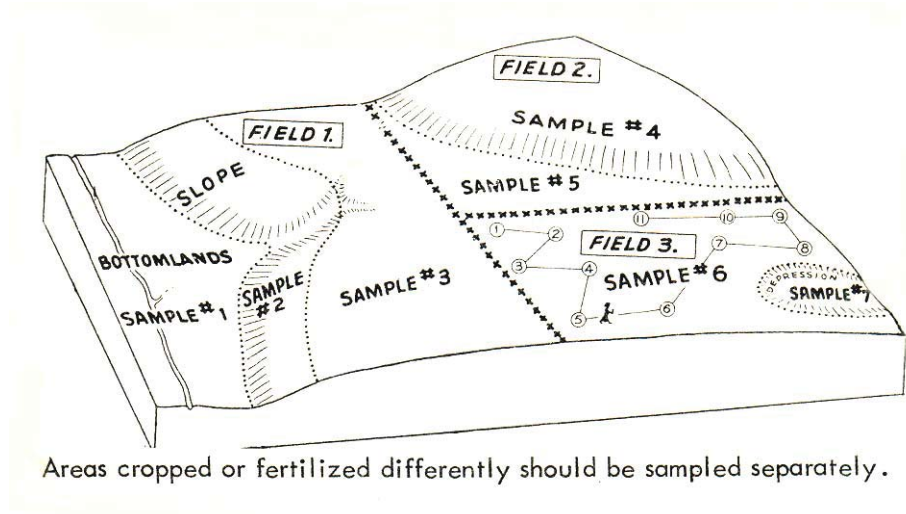 FIELD 2.
SAMPLE #4
FIELD 1.
SLOPE
SAMPLE #5
BOTTOMLANDS
SAMPLE #1
SAMPLE
#2
SAMPLE #3
FIELD 3.
SAMPLE #6
DEPRESSION
SAMPLE #7
1
2
3
4
5
6
7
8
9
10
11
Areas cropped or fertilized differently should be sampled separately.